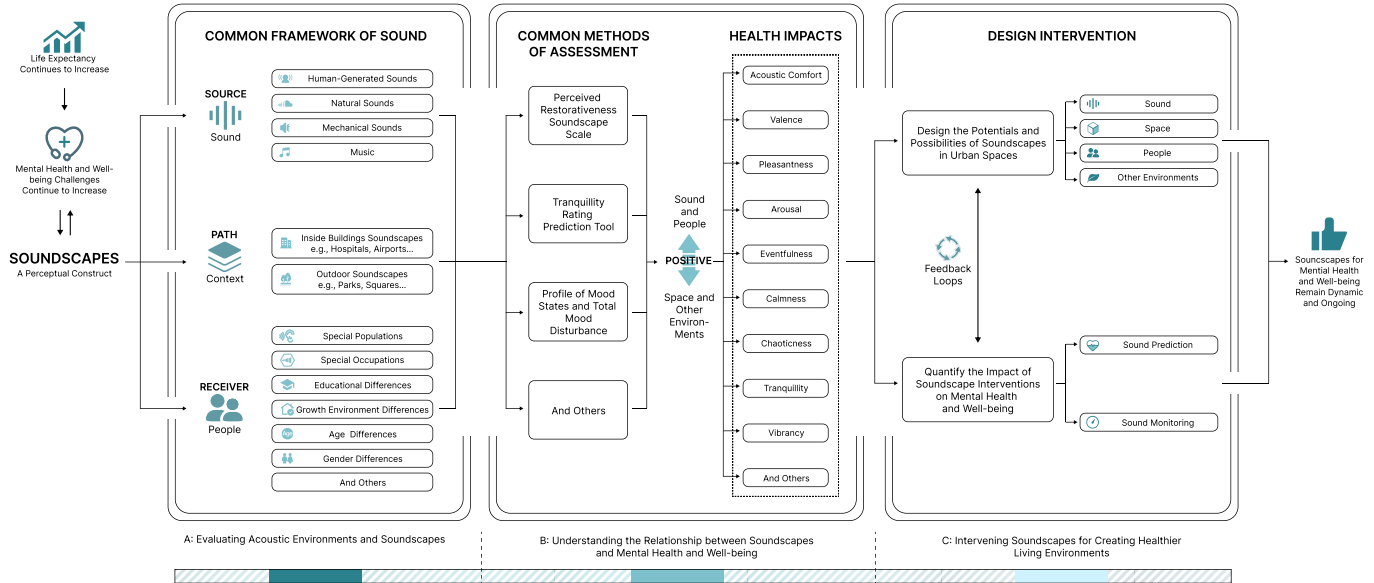 Life Expectancy
Continues to Increase
Mental Health and Well-
being Challenges
Continue to Increase
SOUNDSCAPES
A Perceptual Construct
COMMON FRAMEWORK OF SOUND
SOURCE
Sound
Human-Generated Sounds
Natural Sounds
Mechanical Sounds
Music
PATH
Context
Inside Buildings Soundscapes
e.g., Hospitals, Airports...
Outdoor Soundscapes
e.g., Parks, Squares...
RECEIVER
People
Special Populations
Special Occupations
Educational Differences
Growth Environment Differences
Age
Age Differences
Gender Differences
And Others
COMMON METHODS
OF ASSESSMENT
Perceived
Restorativeness
Soundscape
Scale
Tranquillity
Rating
Prediction Tool
Profile of Mood
States and Total
Mood
Disturbance
And Others
Sound
and
People
POSITIVE
Space and
Other
Environ-
Ments
HEALTH IMPACTS
Acoustic Comfort
Valence
Pleasantness
Arousal
Eventfulness
Calmness
Chaoticness
Tranquillity
Vibrancy
And Others
DESIGN INTERVENTION
Design the Potentials and
Possibilities of Soundscapes
in Urban Spaces
Sound
Space
People
Other Environments
Feedback
Loops
Quantify the Impact of
Soundscape Interventions
on Mental Health
and Well-being
Sound Prediction
Sound Monitoring
Souncscapes for
Mental Health
and Well-being
Remain Dynamic
and Ongoing
A: Evaluating Acoustic Environments and Soundscapes
B: Understanding the Relationship between Soundscapes
and Mental Health and Well-being
C: Intervening Soundscapes for Creating Healthier
Living Environments